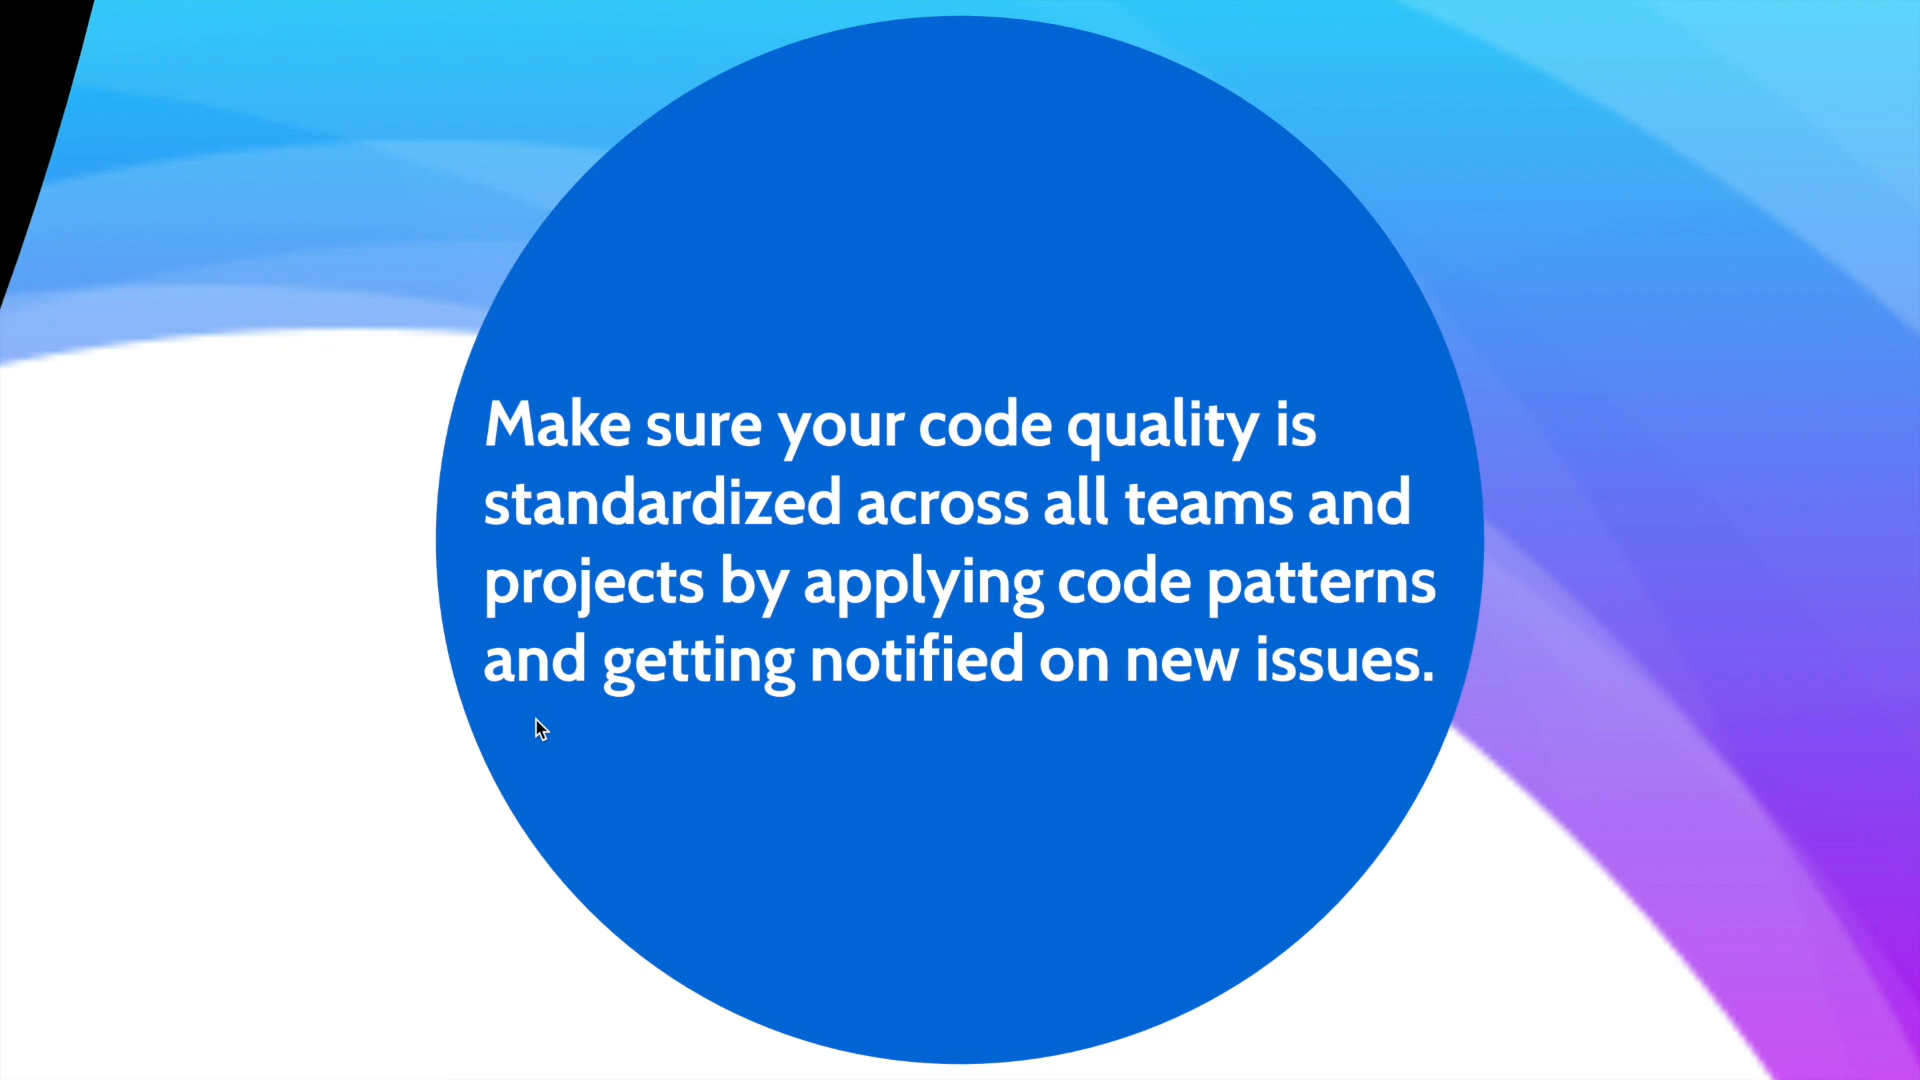 Make sure your code quality is
standardized across all teams and
projects by applying code patterns
and getting notified on new issues.